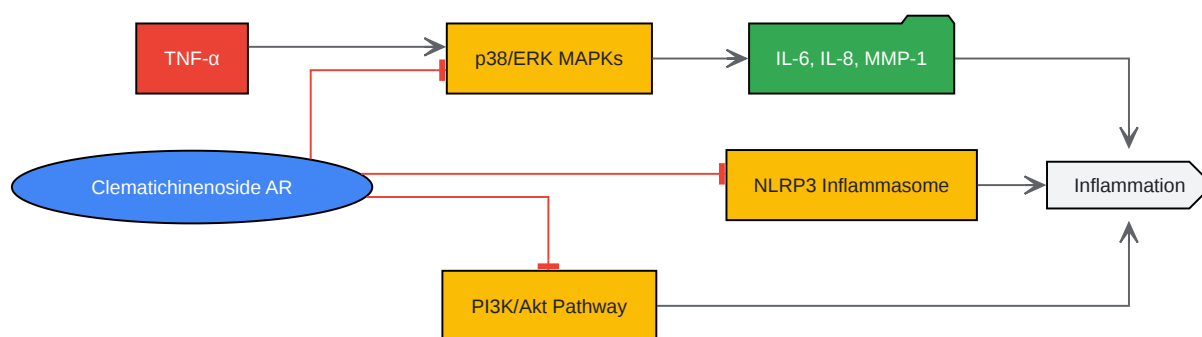 TNF-α
p38/ERK MAPKs
IL-6, IL-8, MMP-1
Clematichinenoside AR
NLRP3 Inflammasome
Inflammation
PI3K/Akt Pathway